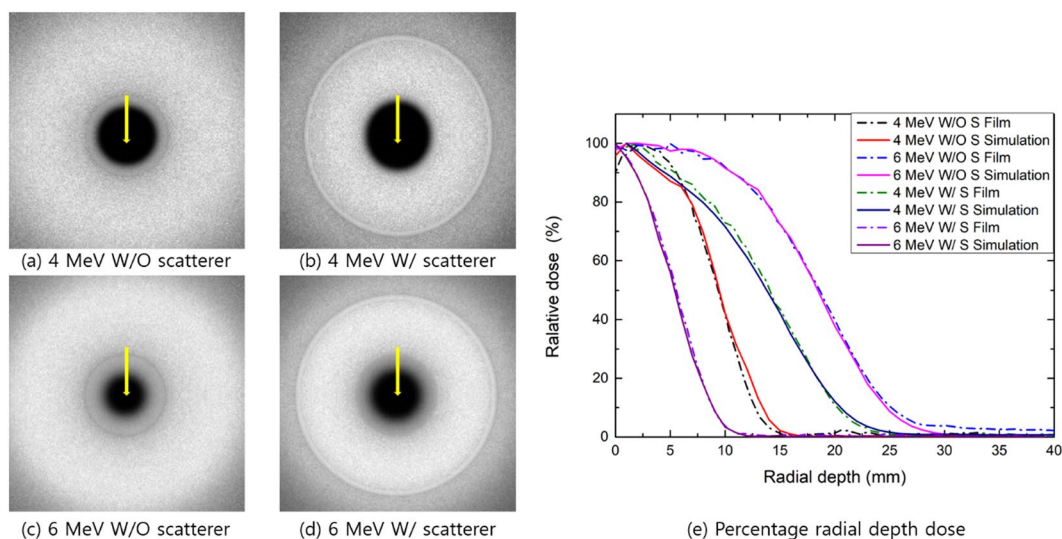 (a) 4 MeV W/O scatterer
(b) 4 MeV W/ scatterer
(c) 6 MeV W/O scatterer
(d) 6 MeV W/ scatterer
Ralative dose (%)
100
80
60
40
20
0
4 MeV W/O S Film
4 MeV W/O S Simulation
6 MeV W/O S Film
6 MeV W/O S Simulation
4 MeV W/ S Film
4 MeV W/ S Simulation
6 MeV W/ S Film
6 MeV W/ S Simulation
0 5 10 15 20 25 30 35 40
Radial depth (mm)
(e) Percentage radial depth dose